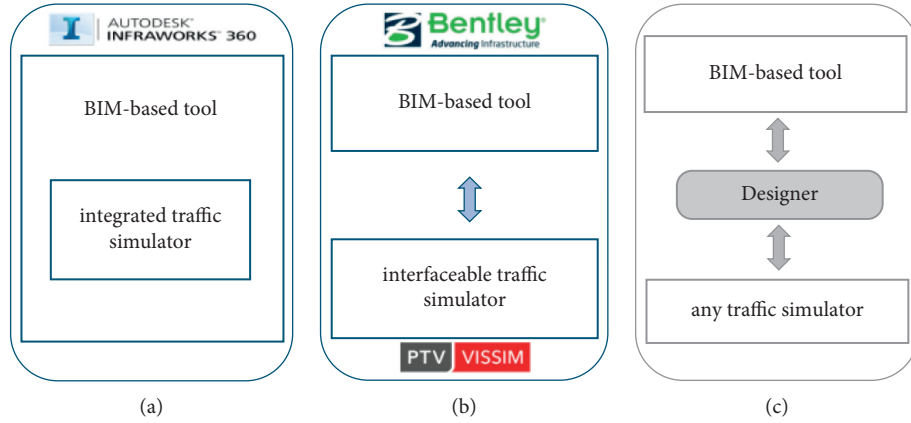 AUTODESK®
INFRAWORKS™ 360
BIM-based tool
integrated traffic
simulator
(a)
Bentley®
Advancing Infrastructure
BIM-based tool
interfaceable traffic
simulator
PTV VISSIM
(b)
BIM-based tool
Designer
any traffic simulator
(c)